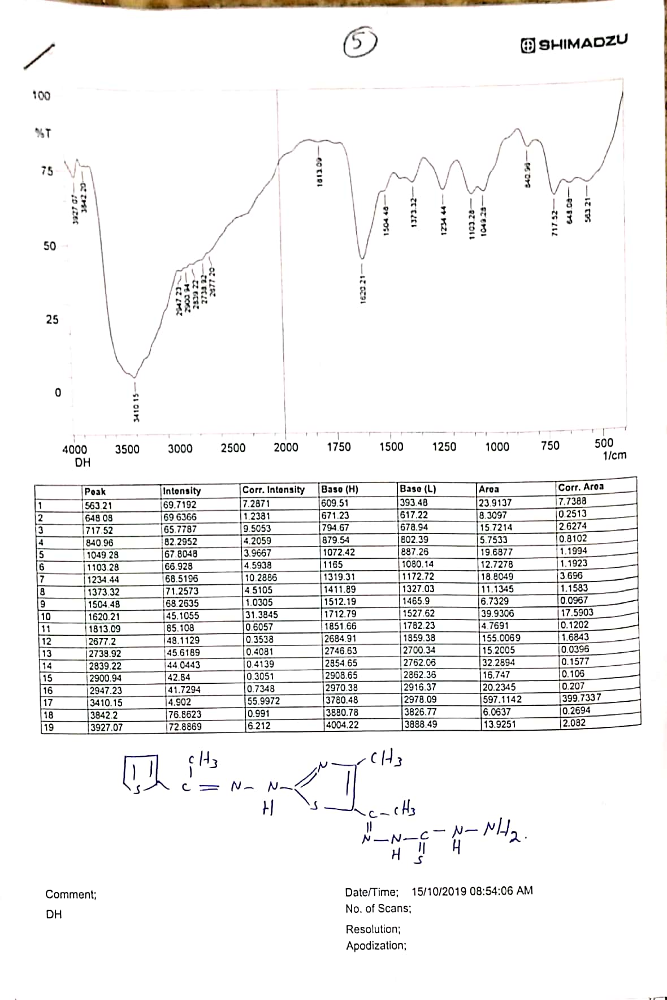 5
SHIMADZU
100
%T
75
50
25
0
3927 07
3842 20
3410 15
2947 23
2900 94
2839 22
2738 92
2677 20
1813 09
1620 21
1504.48
1373.32
1234 44
1103.28
1049.28
840 96
717 52
648.08
563 21
4000 3500 3000 2500 2000 1750 1500 1250 1000 750 500
DH 1/cm
Peak Intensity Corr. Intensity Base (H) Base (L) Area Corr. Area
1 563.21 69.7192 7.2871 609.51 393.48 23.9137 7.7388
2 648 08 69.6366 1.2381 671.23 617.22 8.3097 0.2513
3 717.52 65.7787 9.5053 794.67 678.94 15.7214 2.6274
4 840.96 82.2952 4.2059 879.54 802.39 5.7533 0.8102
5 1049 28 67.8048 3.9667 1072.42 887.26 19.6877 1.1994
6 1103.28 66.928 4.5938 1165 1080.14 12.7278 1.1923
7 1234.44 68.5196 10.2886 1319.31 1172.72 18.8049 3.696
8 1373.32 71.2573 4.5105 1411.89 1327.03 11.1345 1.1583
9 1504.48 68.2635 1.0305 1512.19 1465.9 6.7329 0.0967
10 1620.21 45.1055 31.3845 1712.79 1527.62 39.9306 17.5903
11 1813.09 85.108 0.6057 1851.66 1782.23 4.7691 0.1202
12 2677.2 48.1129 0.3538 2684.91 1859.38 155.0069 1.6843
13 2738.92 45.6189 0.4081 2746.63 2700.34 15.2005 0.0396
14 2839.22 44.0443 0.4139 2854.65 2762.06 32.2894 0.1577
15 2900.94 42.84 0.3051 2908.65 2862.36 16.747 0.106
16 2947.23 41.7294 0.7348 2970.38 2916.37 20.2345 0.207
17 3410.15 4.902 55.9972 3780.48 2978.09 597.1142 399.7337
18 3842.2 76.8623 0.991 3880.78 3826.77 6.0637 0.2694
19 3927.07 72.8869 6.212 4004.22 3888.49 13.9251 2.082
CH3 N CH3
S C = N - N
H S C - CH3
N - N - C - N - NH2.
H S H
Comment;
DH
Date/Time; 15/10/2019 08:54:06 AM
No. of Scans;
Resolution;
Apodization;